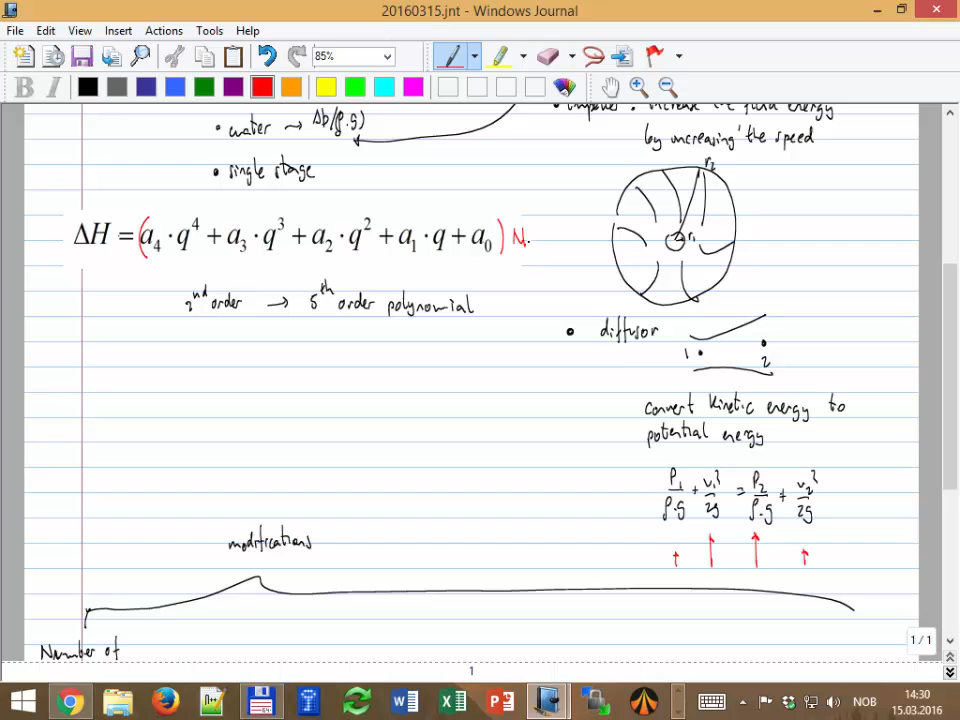 20160315.jnt - Windows Journal
File Edit View Insert Actions Tools Help
85%
B I
• water → Δp/(ρ.g)
• single stage
ΔH = (a4 · q^4 + a3 · q^3 + a2 · q^2 + a1 · q + a0) N.
2nd order → 5th order polynomial
increase the fluid energy
by increasing the speed
r2
r1
• diffusor
1 • • 2
convert kinetic energy to
potential energy
P1/ρ.g + v1²/2g = P2/ρ.g + v2²/2g
modifications
Number of
1 / 1
1
NOB
14:30
15.03.2016